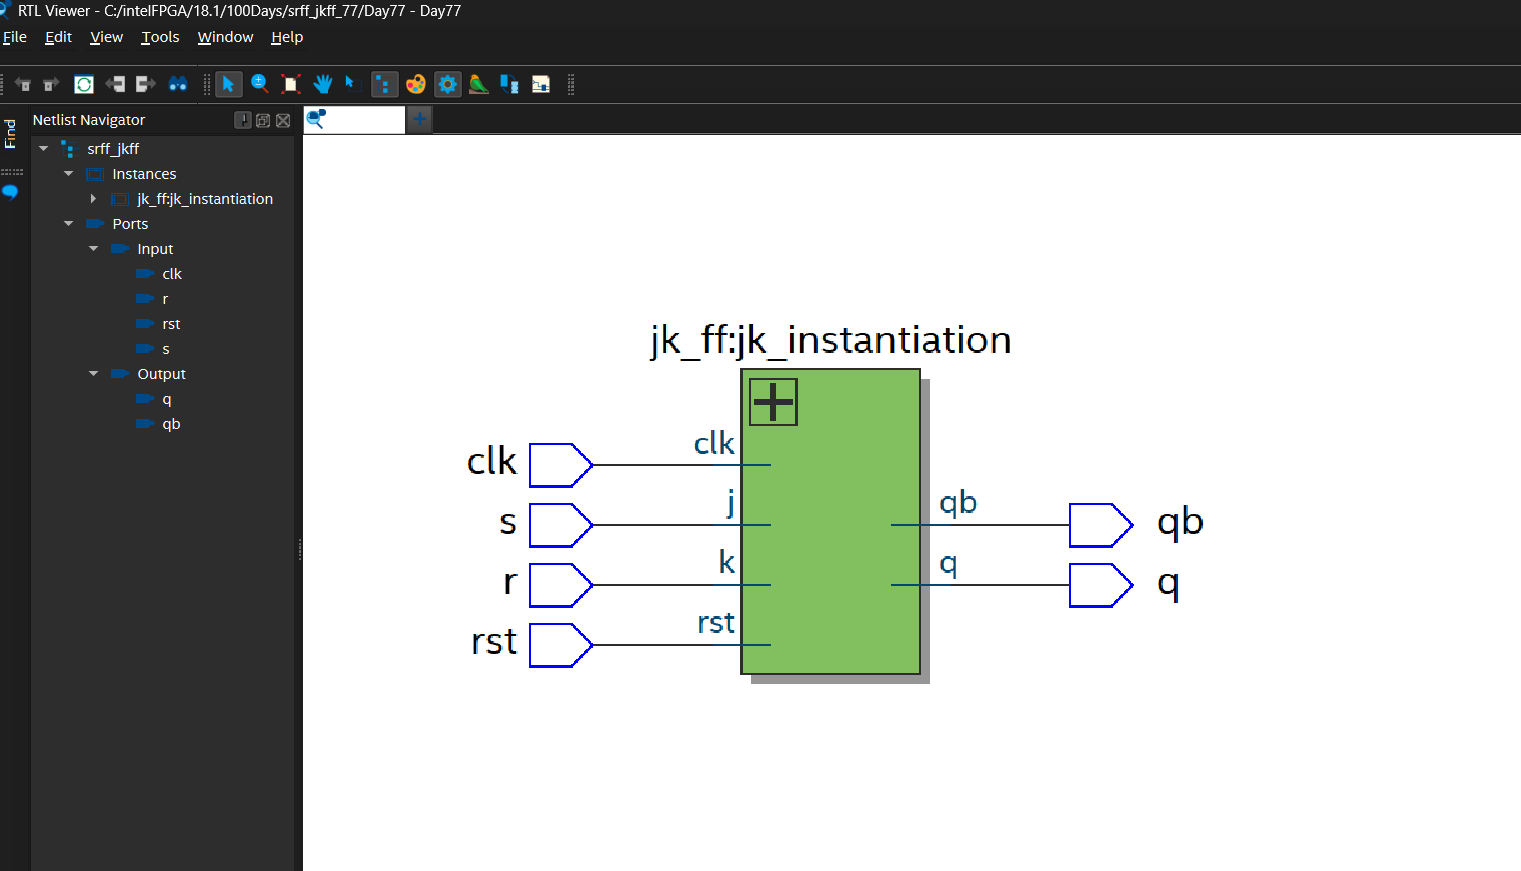 RTL Viewer - C:/intelFPGA/18.1/100Days/srff_jkff_77/Day77 - Day77
File Edit View Tools Window Help
Find
Netlist Navigator
srff_jkff
Instances
jk_ff:jk_instantiation
Ports
Input
clk
r
rst
s
Output
q
qb
jk_ff:jk_instantiation
clk clk
s j qb qb
r k q q
rst rst